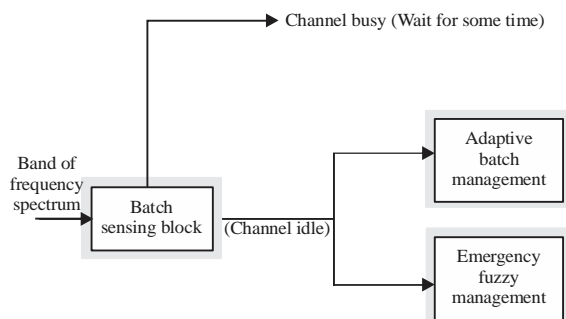 Channel busy (Wait for some time)
Adaptive
batch
management
Band of
frequency
spectrum
Batch
sensing block
(Channel idle)
Emergency
fuzzy
management